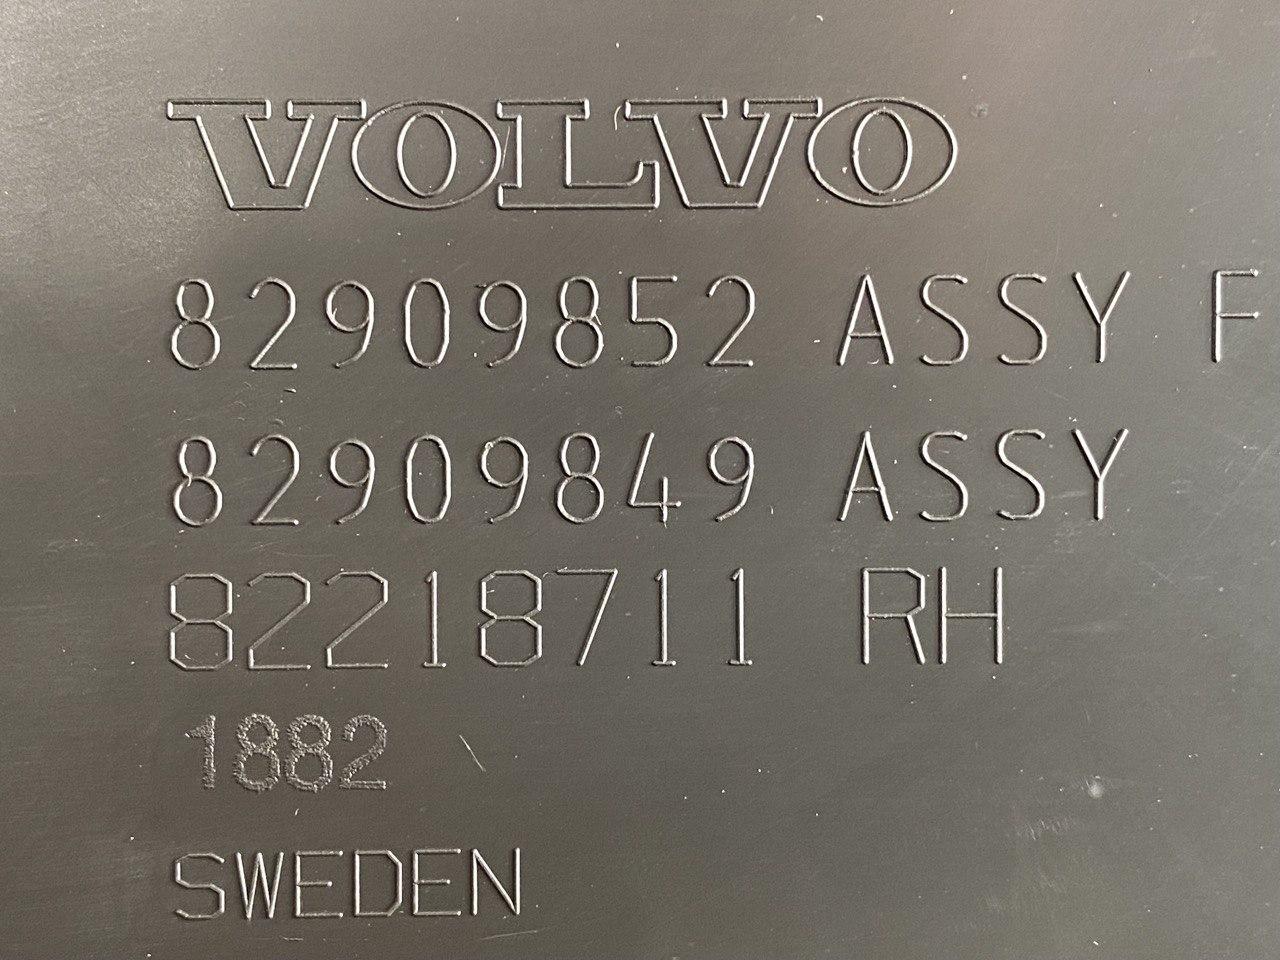 VOLVO
82909852 ASSY F
82909849 ASSY
82218711 RH
1882
SWEDEN